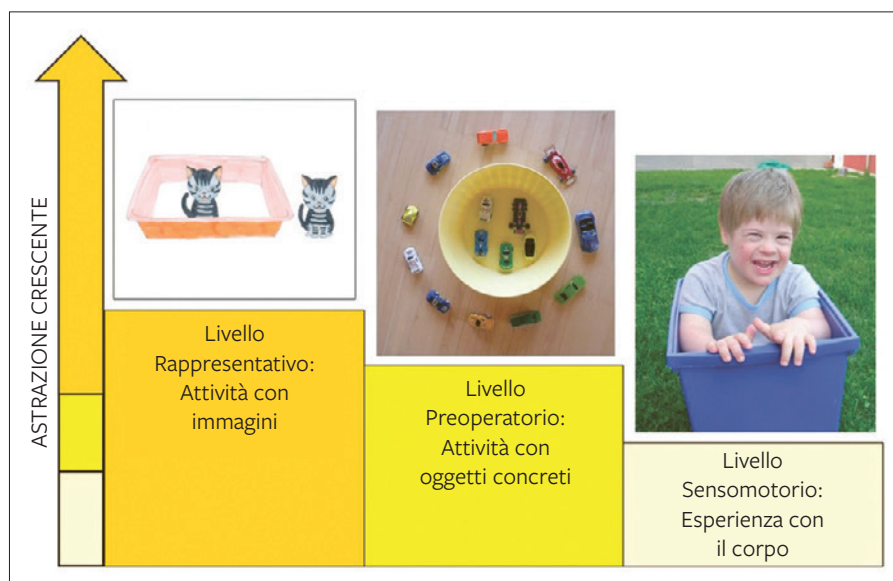 ASTRAZIONE CRESCENTE
Livello
Rappresentativo:
Attività con
immagini
Livello
Preoperatorio:
Attività con
oggetti concreti
Livello
Sensomotorio:
Esperienza con
il corpo